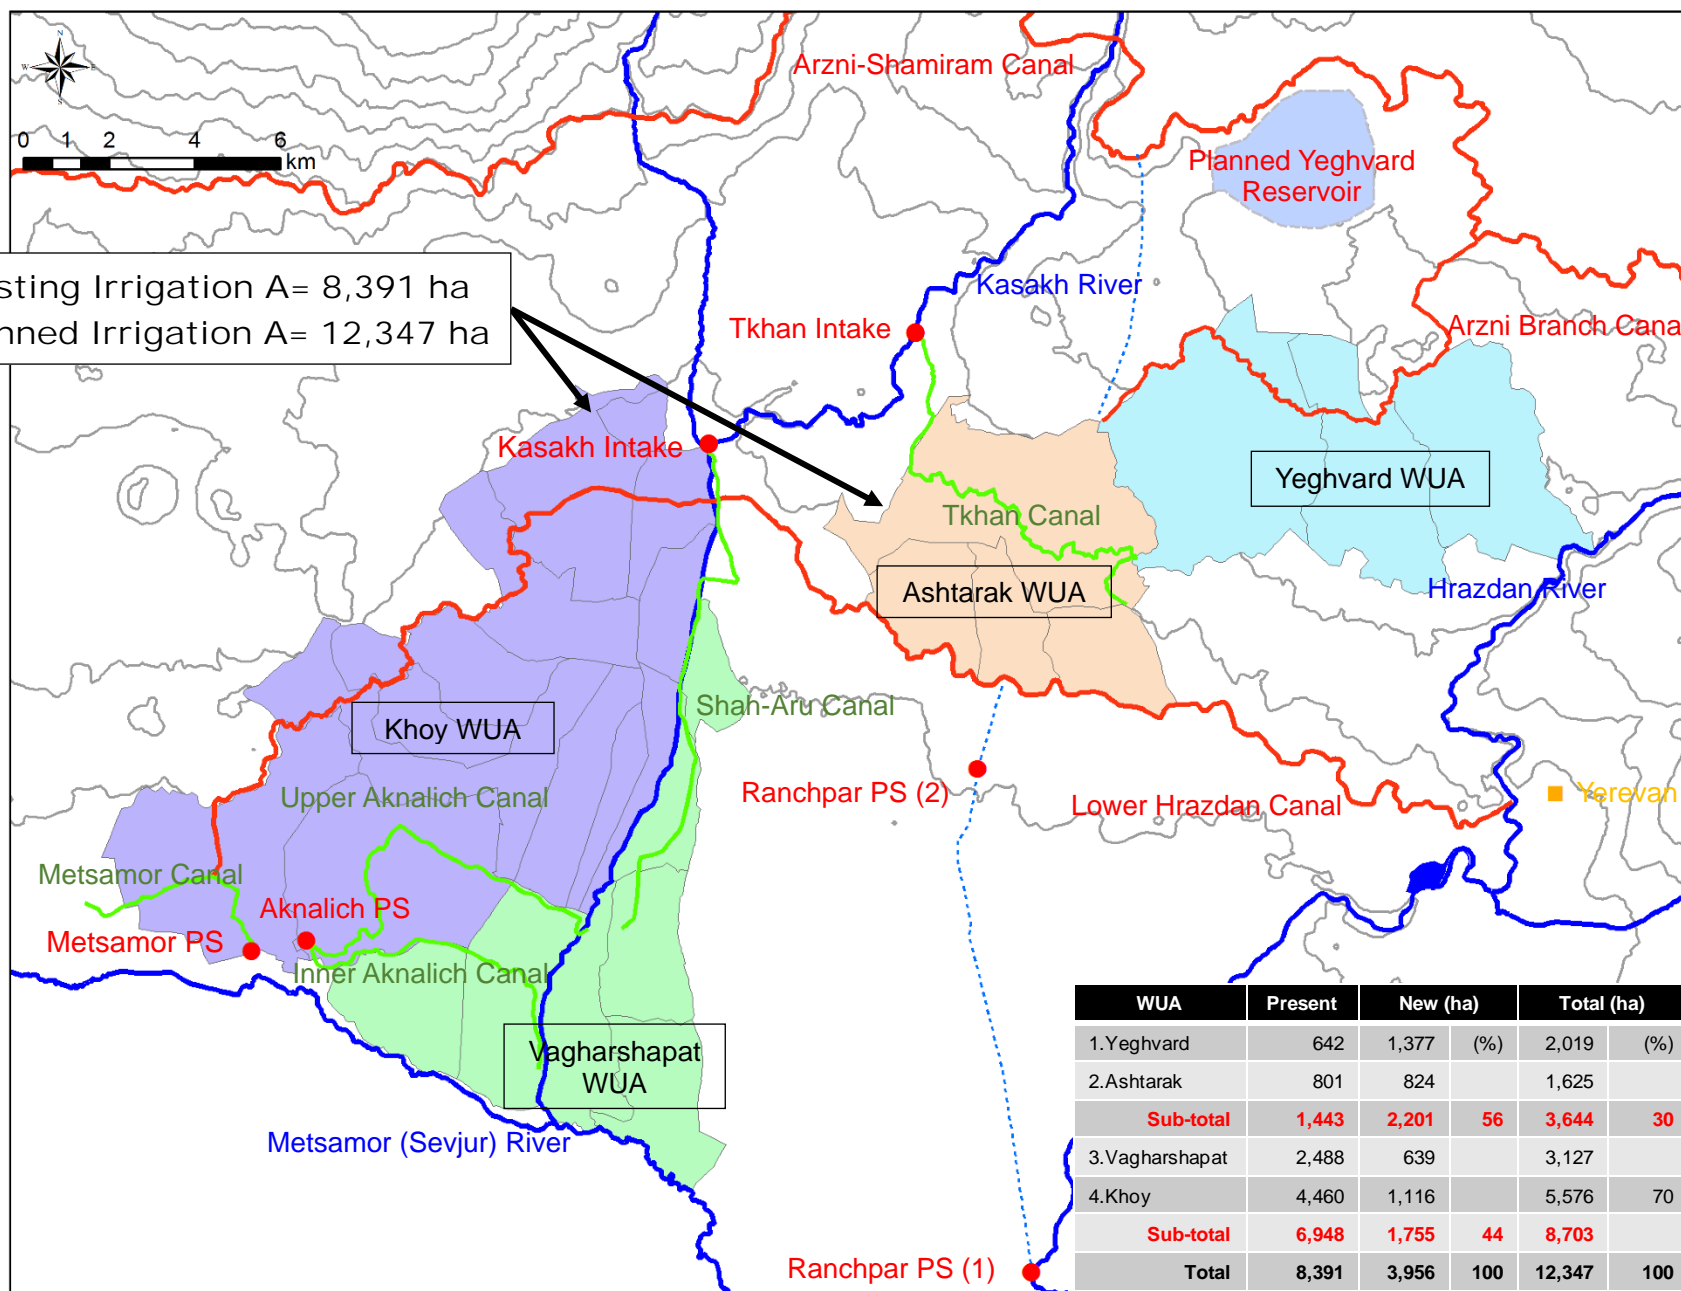 N
W E
S
0 1 2 4 6
km
Arzni-Shamiram Canal
Planned Yeghvard
Reservoir
sting Irrigation A= 8,391 ha
nned Irrigation A= 12,347 ha
Kasakh River
Tkhan Intake
Arzni Branch Cana
Kasakh Intake
Yeghvard WUA
Tkhan Canal
Ashtarak WUA
Hrazdan River
Shah-Aru Canal
Khoy WUA
Ranchpar PS (2)
Upper Aknalich Canal
Lower Hrazdan Canal
Yerevan
Metsamor Canal
Aknalich PS
Metsamor PS
Inner Aknalich Canal
Vagharshapat
WUA
Metsamor (Sevjur) River
Ranchpar PS (1)
WUA Present New (ha) Total (ha)
1.Yeghvard 642 1,377 (%) 2,019 (%)
2.Ashtarak 801 824 1,625
Sub-total 1,443 2,201 56 3,644 30
3.Vagharshapat 2,488 639 3,127
4.Khoy 4,460 1,116 5,576 70
Sub-total 6,948 1,755 44 8,703
Total 8,391 3,956 100 12,347 100